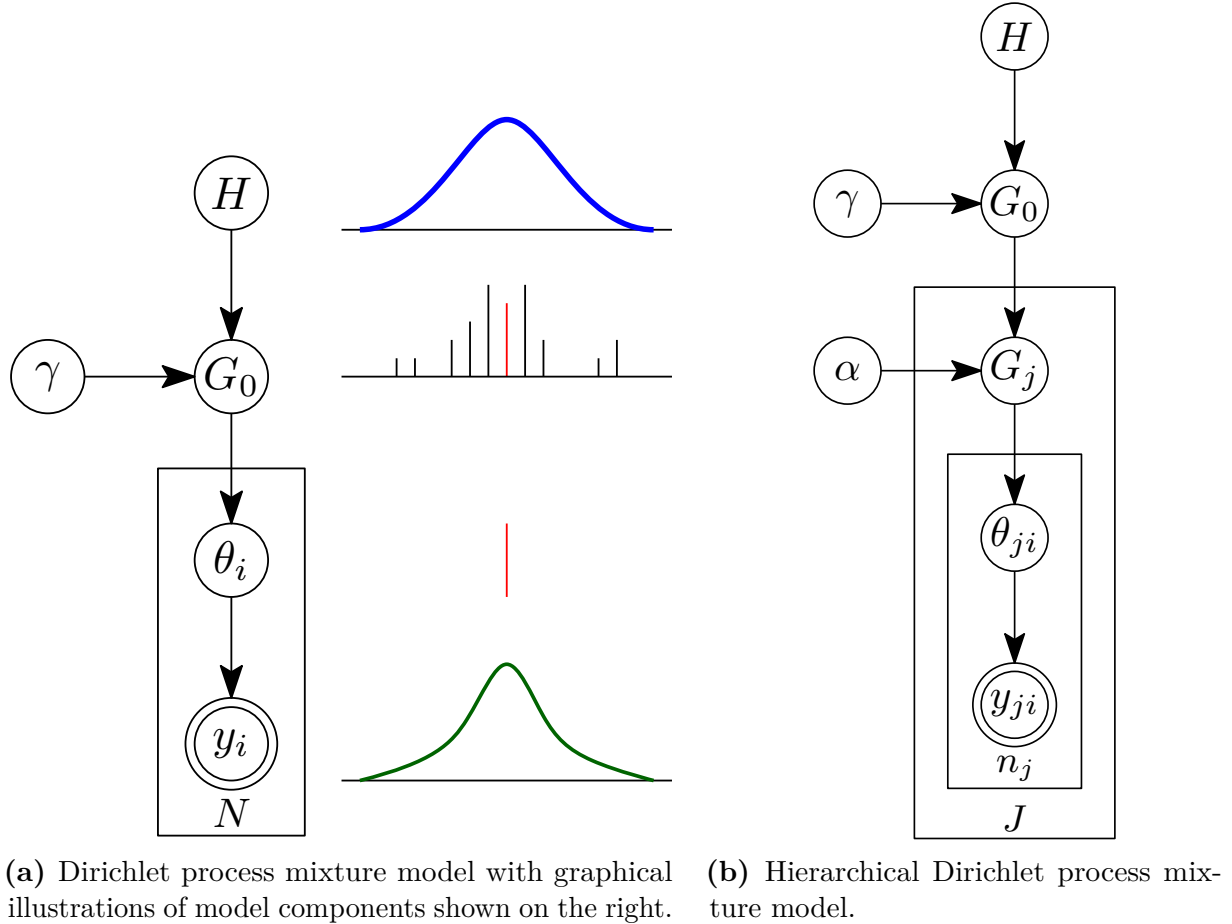 H
γ
G₀
θᵢ
yᵢ
N
(a) Dirichlet process mixture model with graphical
illustrations of model components shown on the right.
H
γ
G₀
α
Gⱼ
θⱼᵢ
yⱼᵢ
nⱼ
J
(b) Hierarchical Dirichlet process mix-
ture model.